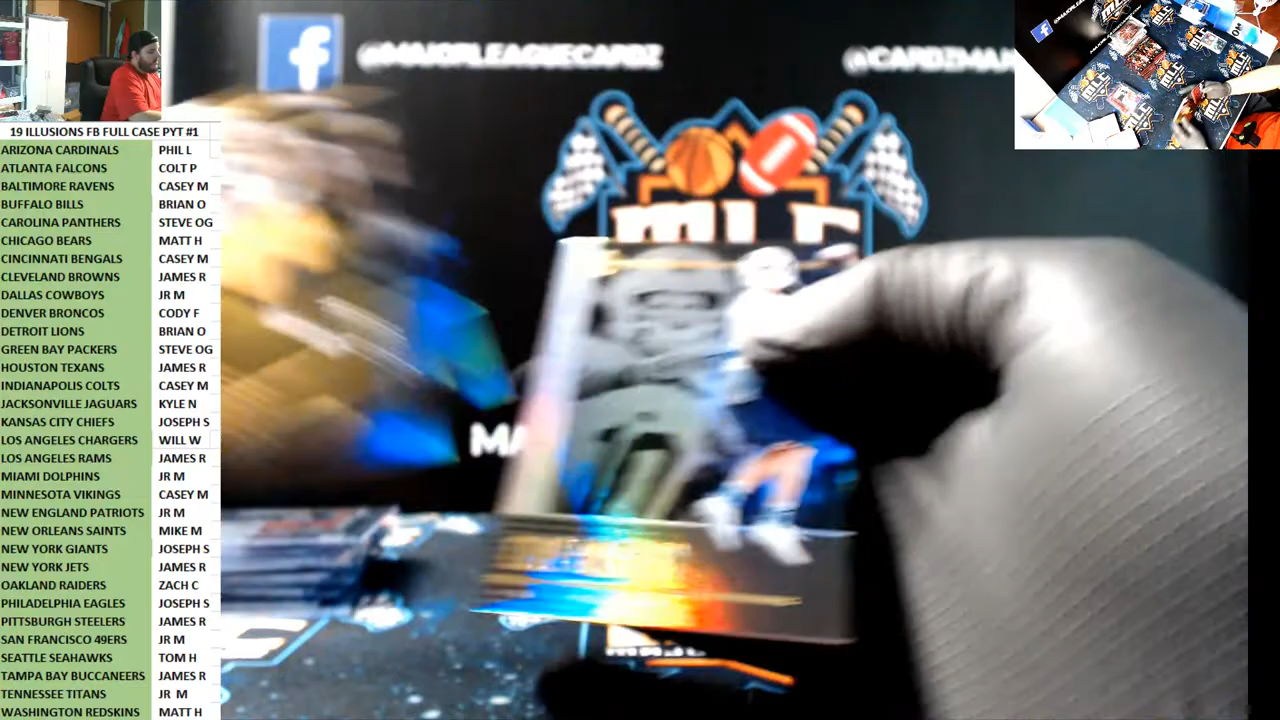 @MAJORLEAGUECARDZ
@CARDZMAJ
MLC
19 ILLUSIONS FB FULL CASE PYT #1
ARIZONA CARDINALS PHIL L
ATLANTA FALCONS COLT P
BALTIMORE RAVENS CASEY M
BUFFALO BILLS BRIAN O
CAROLINA PANTHERS STEVE OG
CHICAGO BEARS MATT H
CINCINNATI BENGALS CASEY M
CLEVELAND BROWNS JAMES R
DALLAS COWBOYS JR M
DENVER BRONCOS CODY F
DETROIT LIONS BRIAN O
GREEN BAY PACKERS STEVE OG
HOUSTON TEXANS JAMES R
INDIANAPOLIS COLTS CASEY M
JACKSONVILLE JAGUARS KYLE N
KANSAS CITY CHIEFS JOSEPH S
LOS ANGELES CHARGERS WILL W
LOS ANGELES RAMS JAMES R
MIAMI DOLPHINS JR M
MINNESOTA VIKINGS CASEY M
NEW ENGLAND PATRIOTS JR M
NEW ORLEANS SAINTS MIKE M
NEW YORK GIANTS JOSEPH S
NEW YORK JETS JAMES R
OAKLAND RAIDERS ZACH C
PHILADELPHIA EAGLES JOSEPH S
PITTSBURGH STEELERS JAMES R
SAN FRANCISCO 49ERS JR M
SEATTLE SEAHAWKS TOM H
TAMPA BAY BUCCANEERS JAMES R
TENNESSEE TITANS JR M
WASHINGTON REDSKINS MATT H